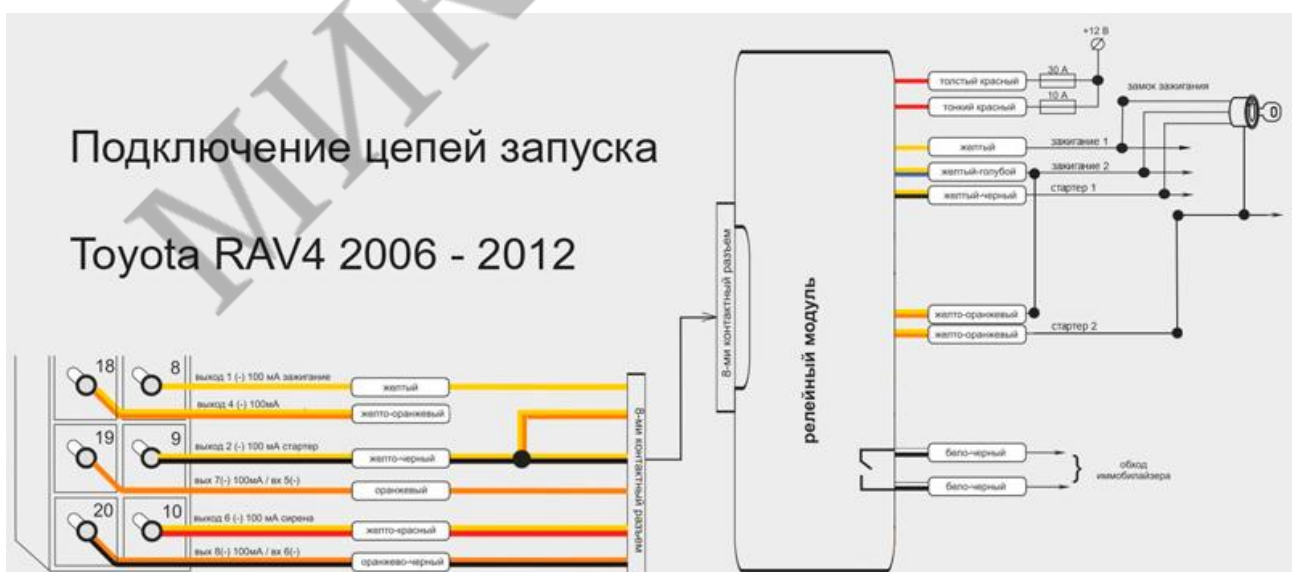 МИК
Подключение цепей запуска
Toyota RAV4 2006 - 2012
+12 В
толстый красный
30 А
тонкий красный
10 А
замок зажигания
желтый
зажигание 1
желтый-голубой
зажигание 2
желтый-черный
стартер 1
8-ми контактный разъем
релейный модуль
желто-оранжевый
желто-оранжевый
стартер 2
бело-черный
бело-черный
обход
иммобилайзера
18
8
выход 1 (-) 100 мА зажигание
желтый
выход 4 (-) 100мА
желто-оранжевый
19
9
выход 2 (-) 100 мА стартер
желто-черный
вых 7(-) 100мА / вх 5(-)
оранжевый
20
10
выход 6 (-) 100 мА сирена
желто-красный
вых 8(-) 100мА / вх 6(-)
оранжево-черный
8-ми контактный разъем